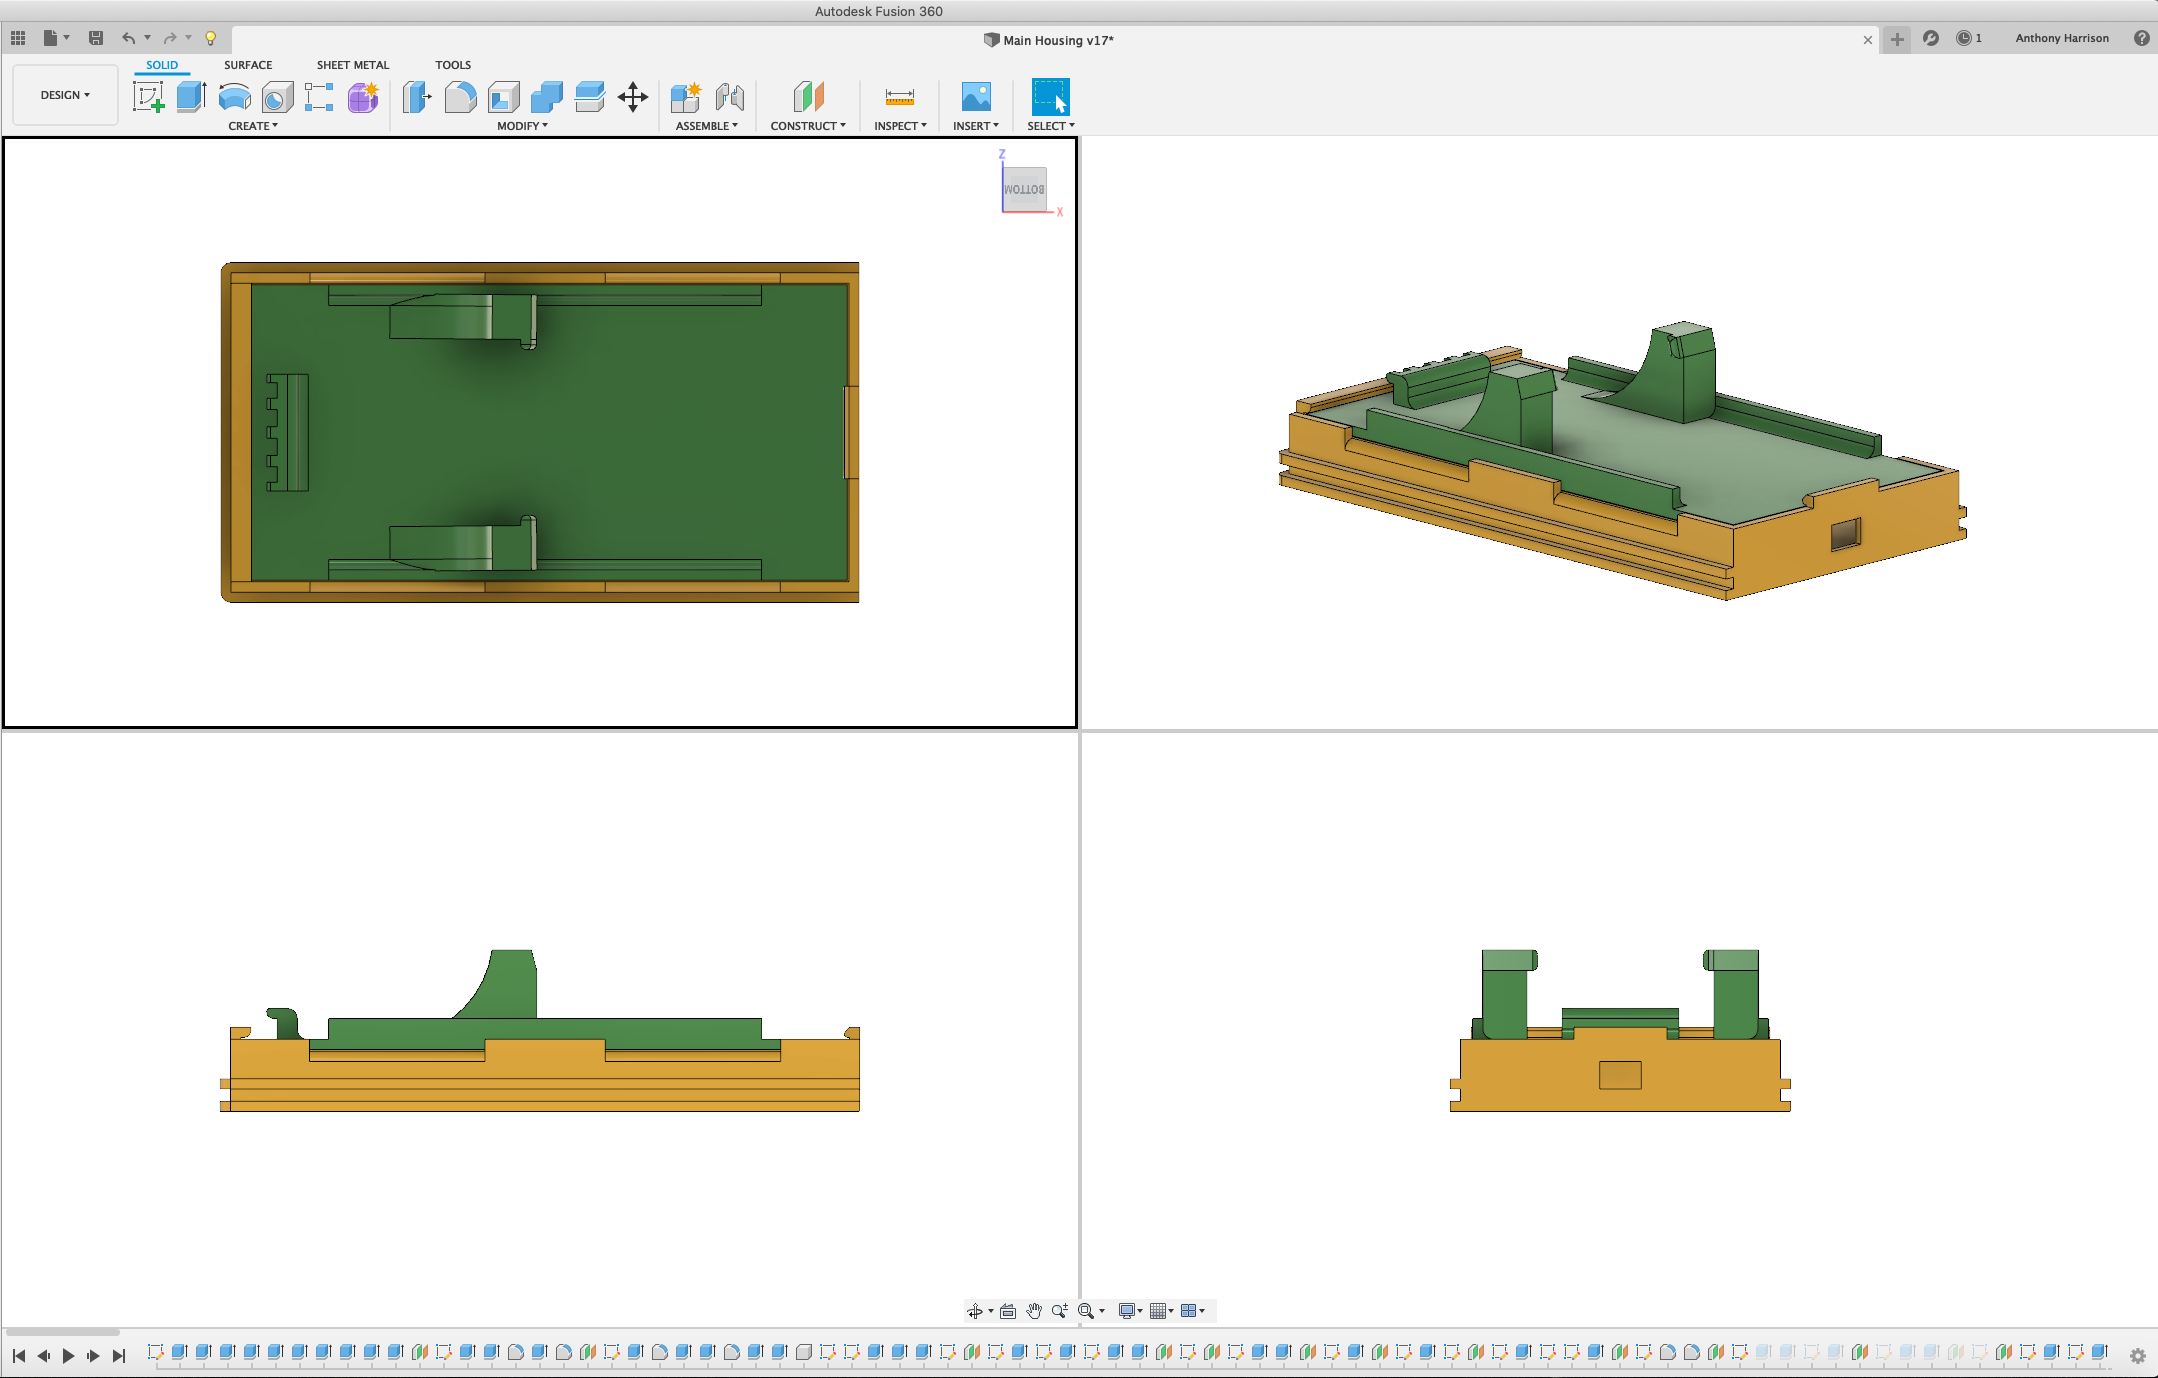 Autodesk Fusion 360
Main Housing v17*
1
Anthony Harrison
SOLID
SURFACE
SHEET METAL
TOOLS
DESIGN
CREATE
MODIFY
ASSEMBLE
CONSTRUCT
INSPECT
INSERT
SELECT
Z
BOTTOM
X